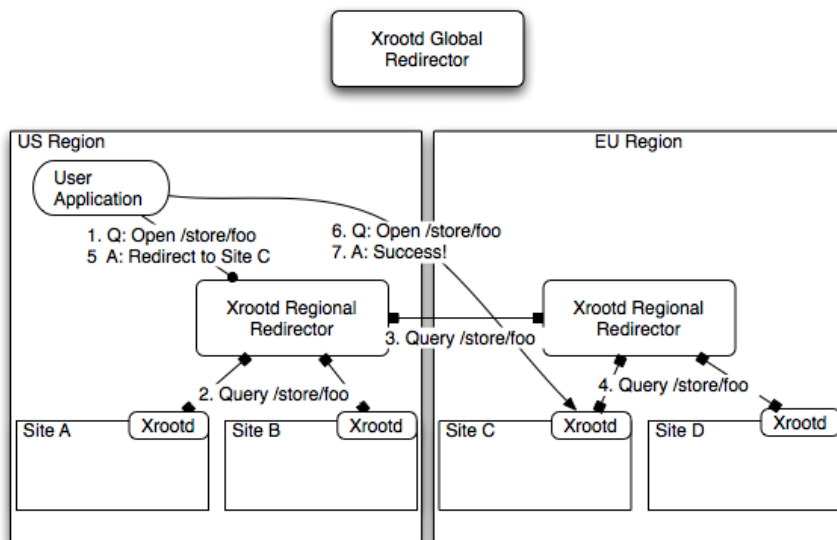 Xrootd Global
Redirector
US Region
EU Region
User
Application
1. Q: Open /store/foo
5 A: Redirect to Site C
6. Q: Open /store/foo
7. A: Success!
Xrootd Regional
Redirector
Xrootd Regional
Redirector
3. Query /store/foo
2. Query /store/foo
4. Query /store/foo
Site A
Xrootd
Site B
Xrootd
Site C
Xrootd
Site D
Xrootd